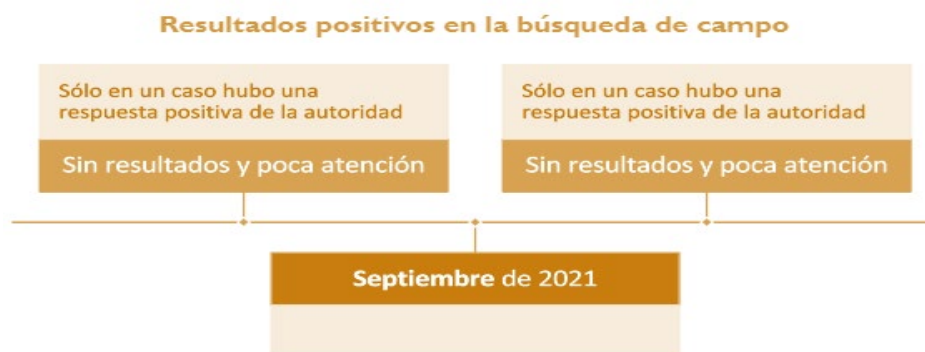 Resultados positivos en la búsqueda de campo
Sólo en un caso hubo una
respuesta positiva de la autoridad
Sin resultados y poca atención
Sólo en un caso hubo una
respuesta positiva de la autoridad
Sin resultados y poca atención
Septiembre de 2021